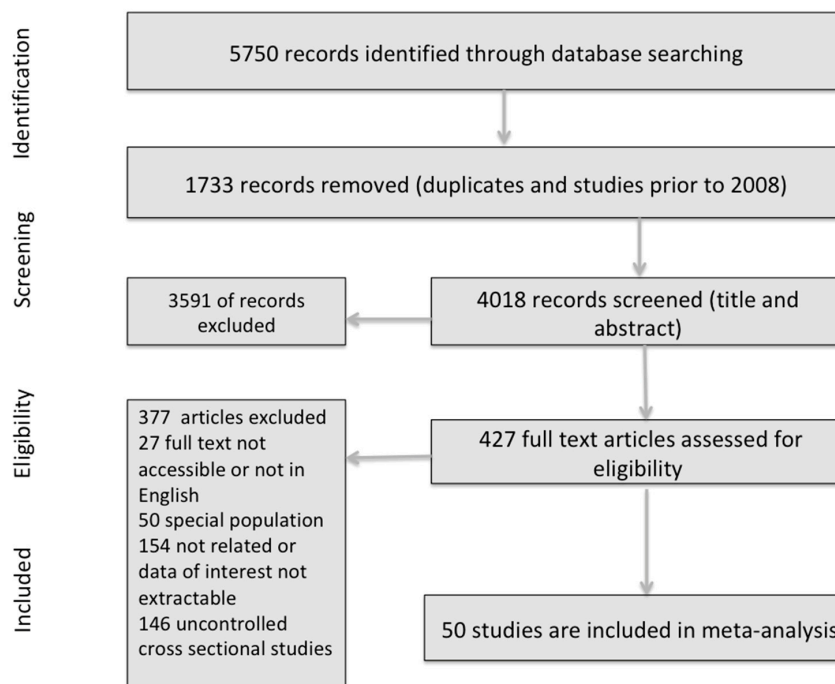 Identification
5750 records identified through database searching
1733 records removed (duplicates and studies prior to 2008)
Screening
3591 of records
excluded
4018 records screened (title and
abstract)
Eligibility
377 articles excluded
27 full text not
accessible or not in
English
50 special population
154 not related or
data of interest not
extractable
146 uncontrolled
cross sectional studies
427 full text articles assessed for
eligibility
Included
50 studies are included in meta-analysis